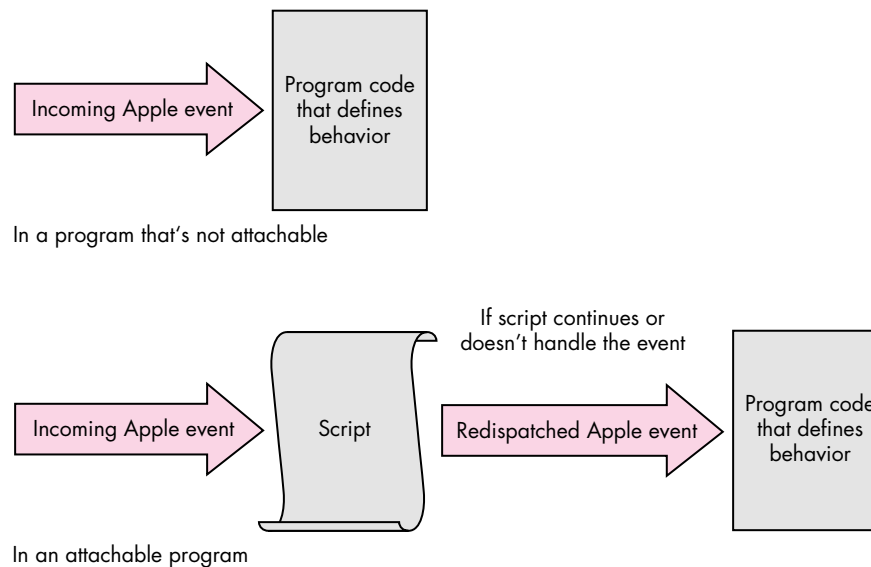 Incoming Apple event
Program code
that defines
behavior
In a program that's not attachable
If script continues or
doesn't handle the event
Incoming Apple event
Script
Redispatched Apple event
Program code
that defines
behavior
In an attachable program